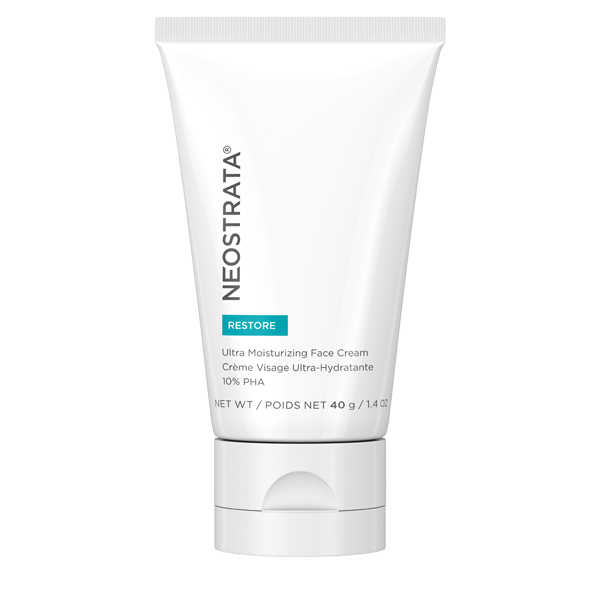 NEOSTRATA®
RESTORE
Ultra Moisturizing Face Cream
Crème Visage Ultra-Hydratante
10% PHA
NET WT / POIDS NET 40 g / 1.4 OZ